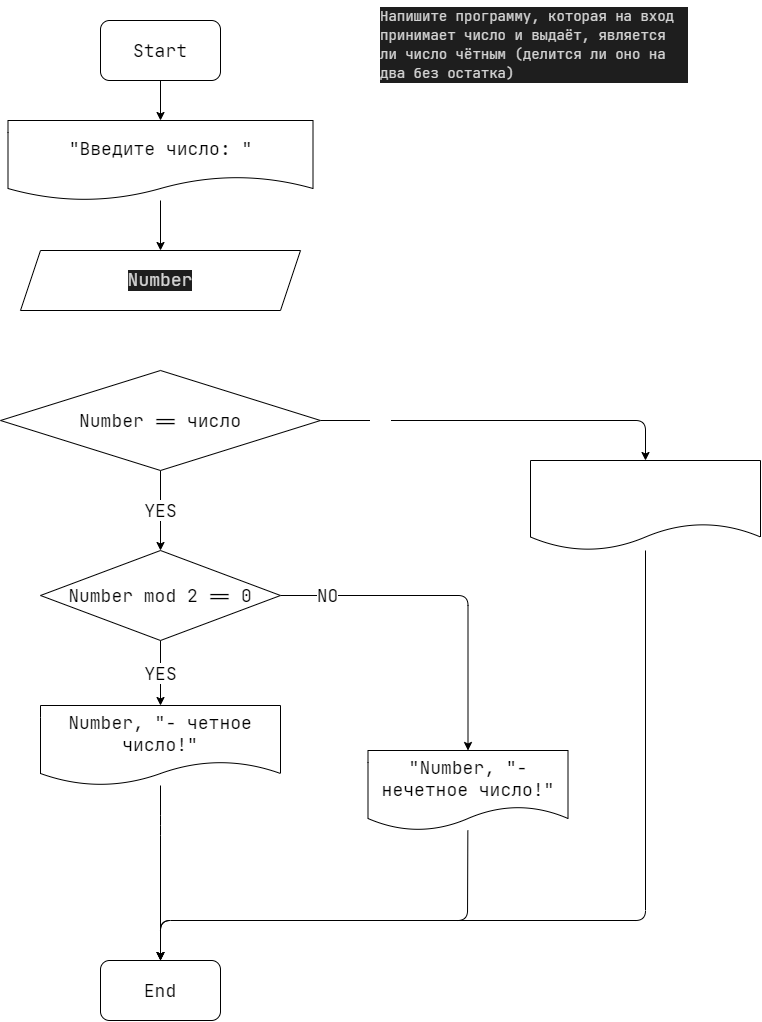 Напишите программу, которая на вход
принимает число и выдаёт, является
ли число чётным (делится ли оно на
два без остатка)
Start
"Введите число: "
Number
Number == число
YES
Number mod 2 == 0
NO
YES
Number, "- четное
число!"
"Number, "-
нечетное число!"
End